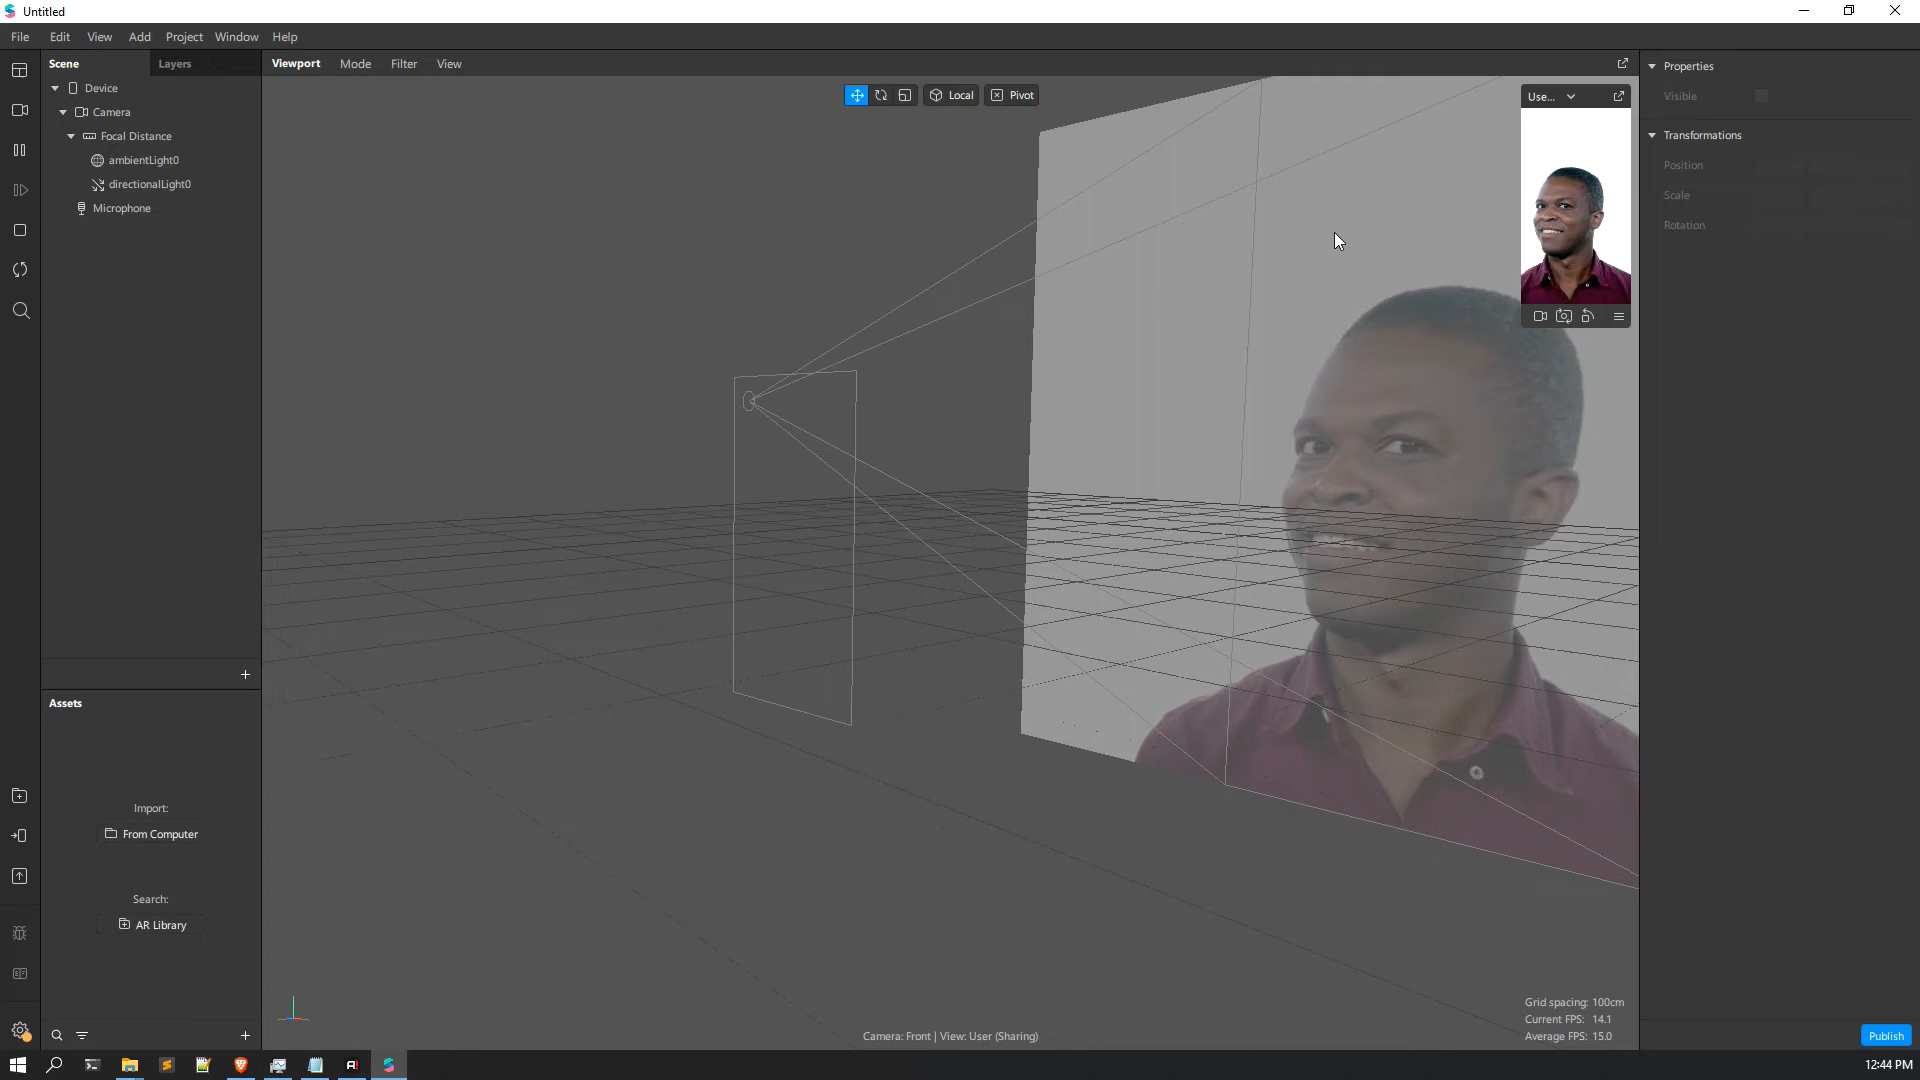 Untitled
File Edit View Add Project Window Help
Scene Layers
Device
Camera
Focal Distance
ambientLight0
directionalLight0
Microphone
Assets
Import:
From Computer
Search:
AR Library
Viewport Mode Filter View
Local Pivot
Use...
Grid spacing: 100cm
Current FPS: 14.1
Average FPS: 15.0
Camera: Front | View: User (Sharing)
Properties
Visible
Transformations
Position
Scale
Rotation
Publish
A!
12:44 PM